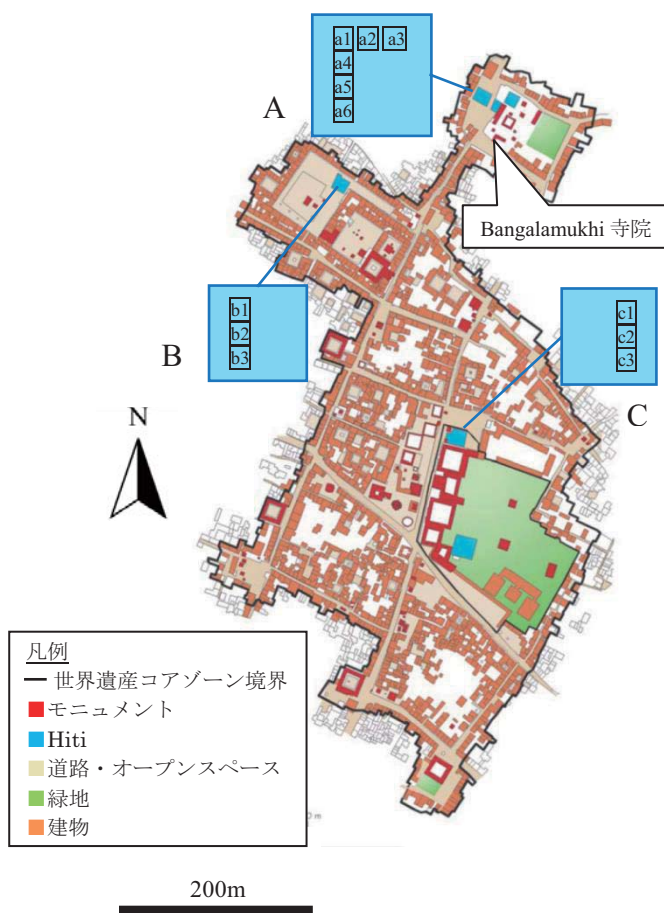 a1 a2 a3
a4
a5
a6
A
Bangalamukhi 寺院
b1
b2
b3
B
c1
c2
c3
C
N
凡例
世界遺産コアゾーン境界
モニュメント
Hiti
道路・オープンスペース
緑地
建物
200m